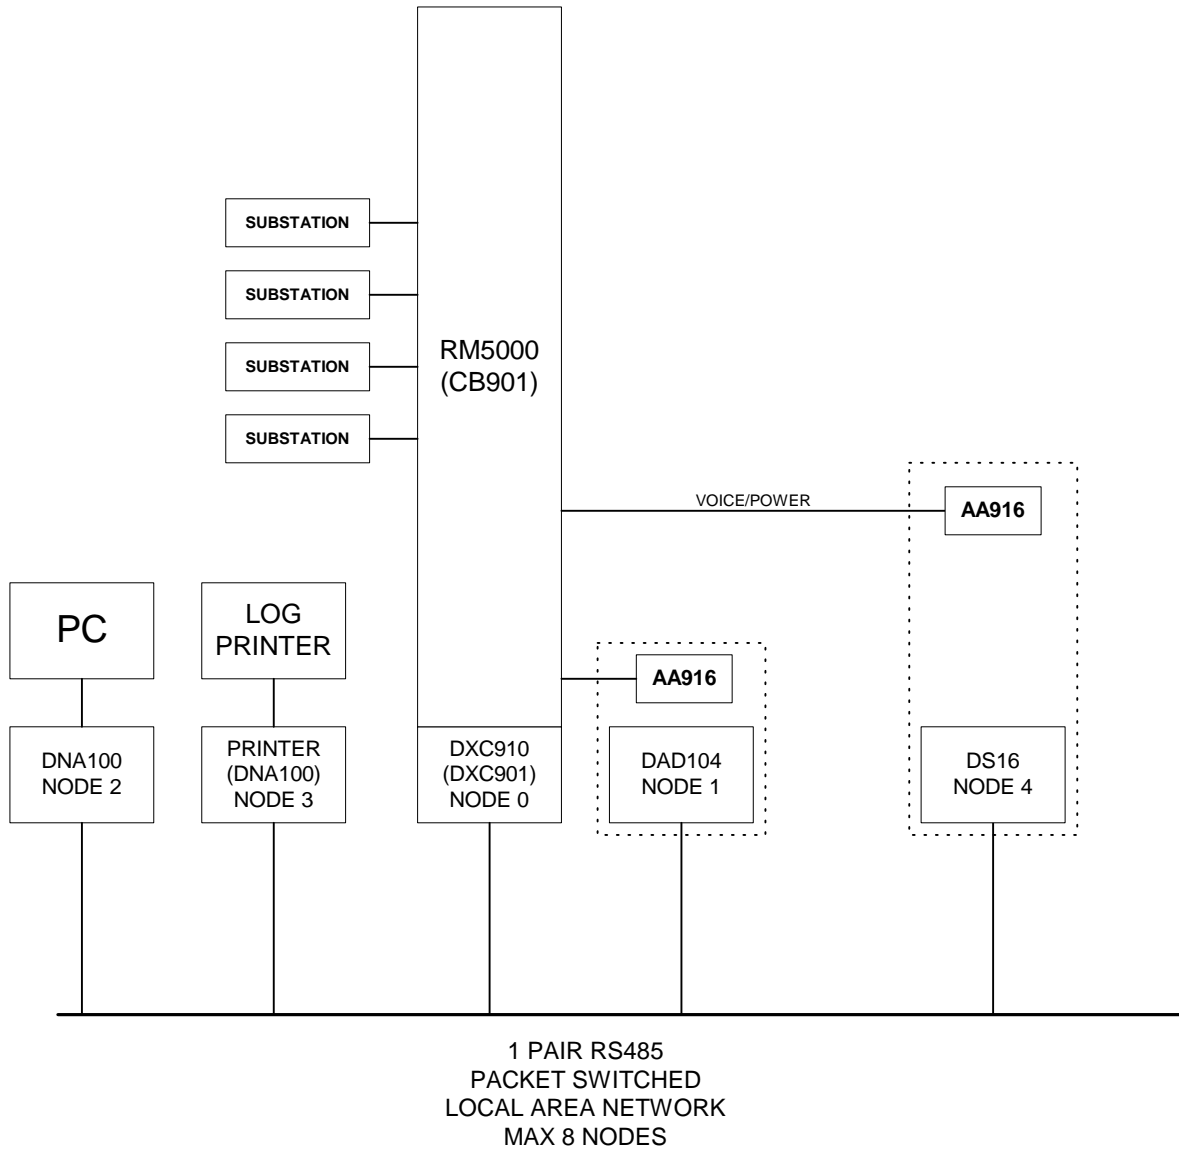 SUBSTATION
SUBSTATION
SUBSTATION
SUBSTATION
RM5000
(CB901)
VOICE/POWER
AA916
PC
LOG
PRINTER
AA916
DNA100
NODE 2
PRINTER
(DNA100)
NODE 3
DXC910
(DXC901)
NODE 0
DAD104
NODE 1
DS16
NODE 4
1 PAIR RS485
PACKET SWITCHED
LOCAL AREA NETWORK
MAX 8 NODES